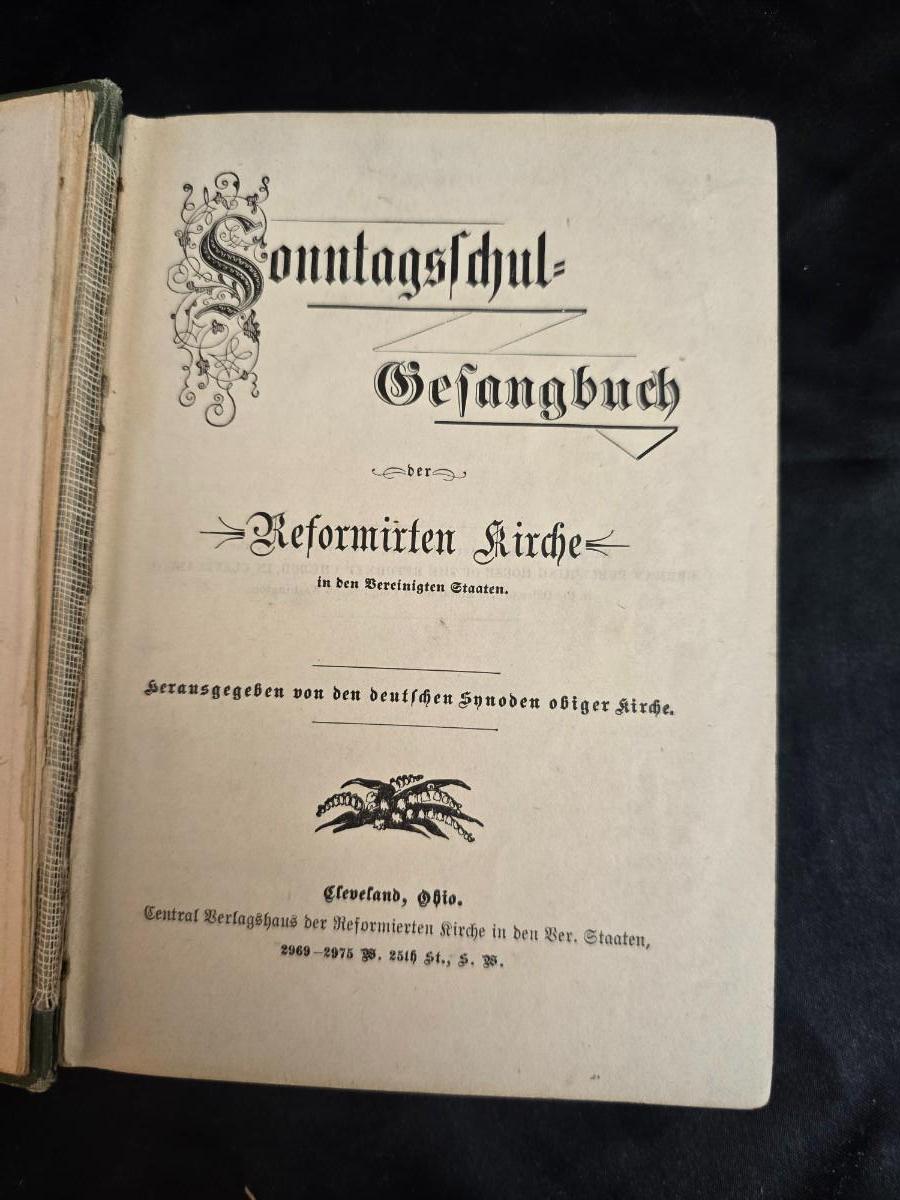 Sonntagsſchul=
Geſangbuch
der
Reformirten Kirche
in den Vereinigten Staaten.
Herausgegeben von den deutſchen Synoden obiger Kirche.
Cleveland, Ohio.
Central Verlagshaus der Reformierten Kirche in den Ver. Staaten,
2969–2975 W. 25th St., S. W.